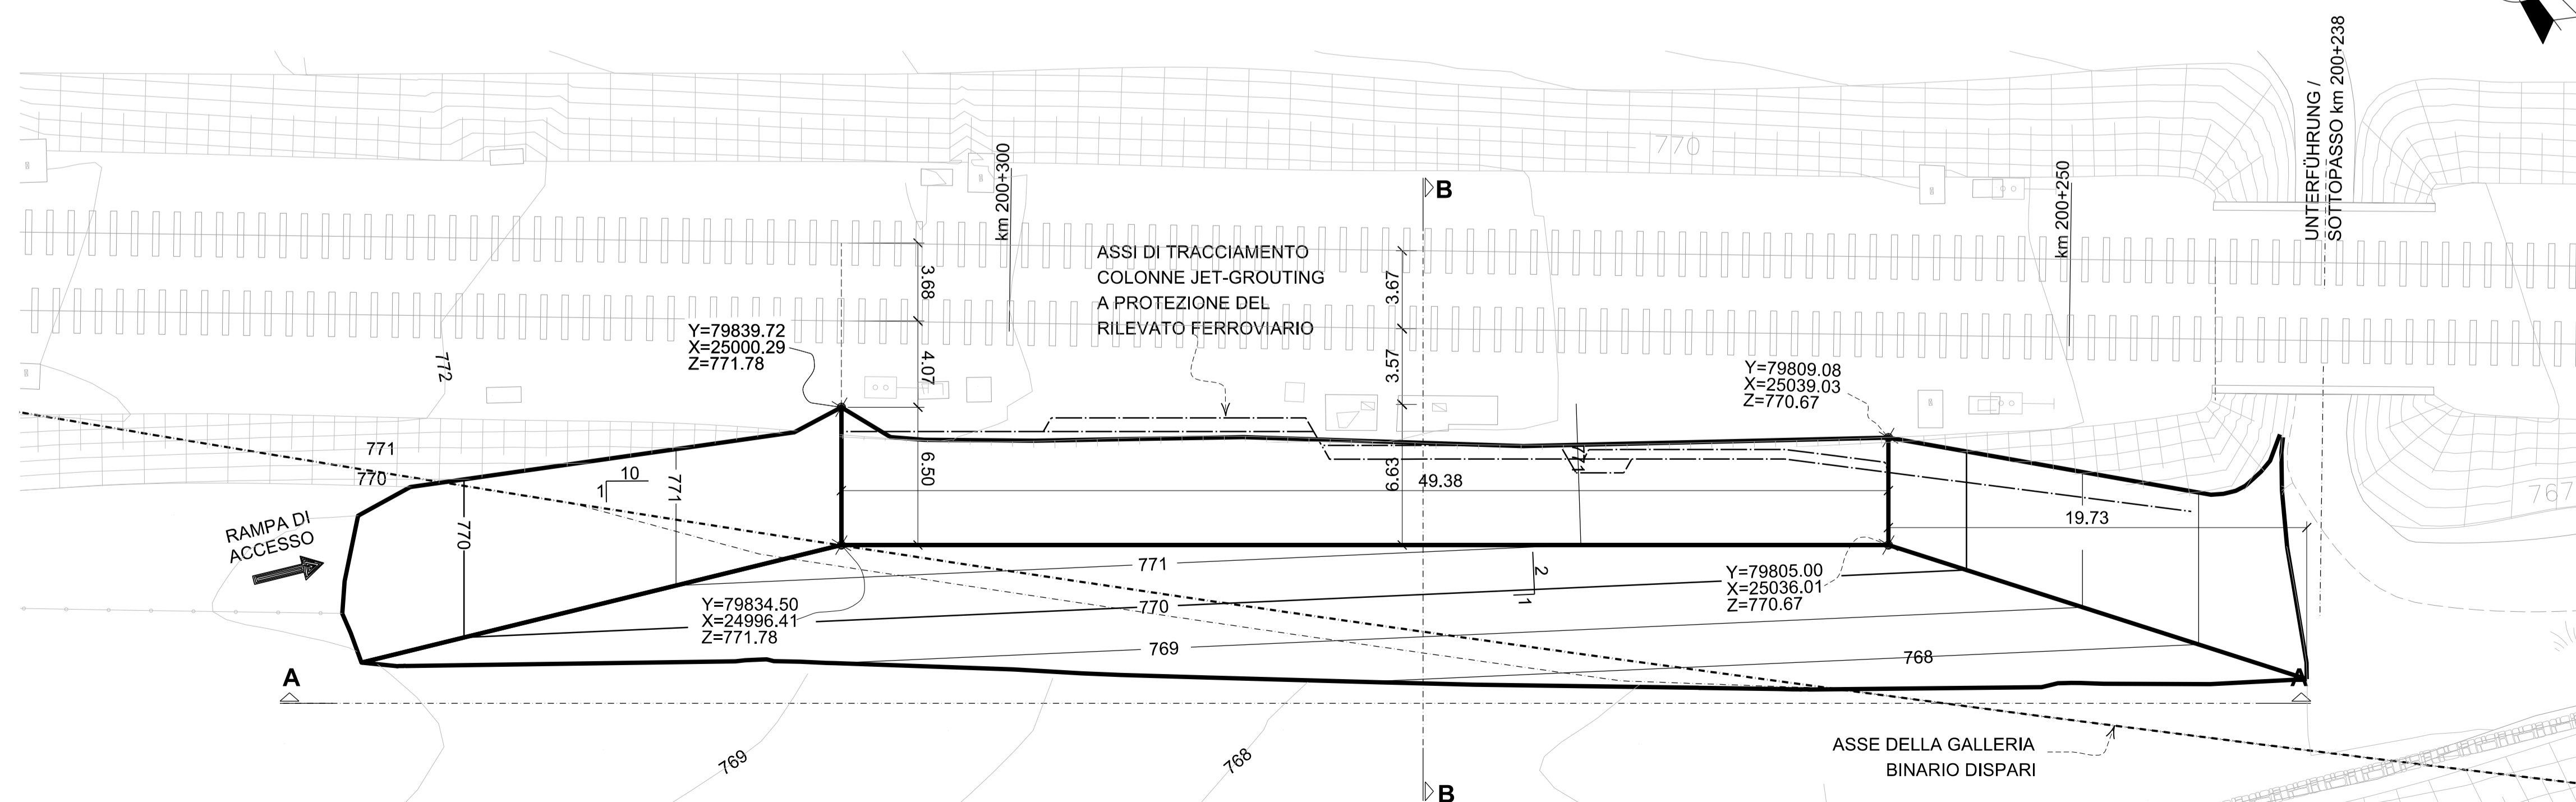 UNTERFÜHRUNG /
SOTTOPASSO km 200+238
770
km 200+300
km 200+250
B
ASSI DI TRACCIAMENTO
COLONNE JET-GROUTING
A PROTEZIONE DEL
RILEVATO FERROVIARIO
3.68
3.67
Y=79839.72
X=25000.29
Z=771.78
772
4.07
3.57
Y=79809.08
X=25039.03
Z=770.67
771
770
10
1
771
770
6.50
6.63
49.38
771
767
19.73
RAMPA DI
ACCESSO
771
2
1
Y=79805.00
X=25036.01
Z=770.67
770
Y=79834.50
X=24996.41
Z=771.78
769
768
A
A
769
768
ASSE DELLA GALLERIA
BINARIO DISPARI
B